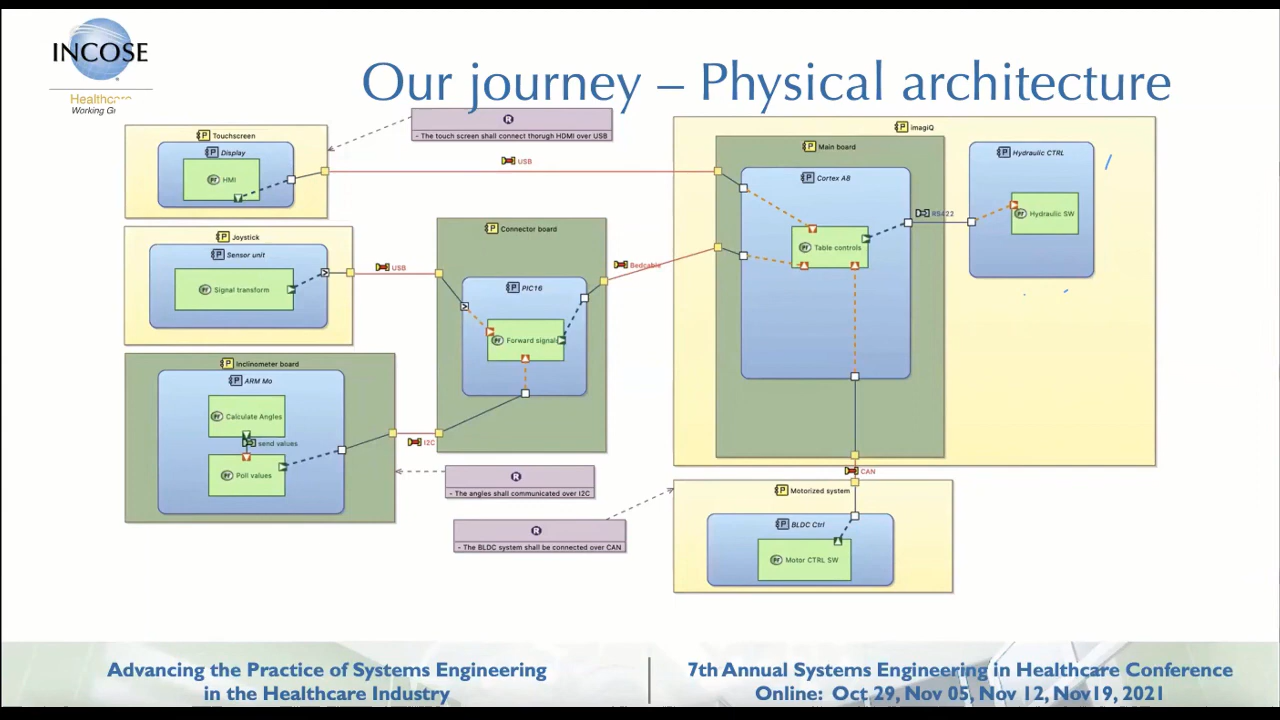 INCOSE
Healthcare
Working Gr
Our journey – Physical architecture
Touchscreen
Display
HMI
- The touch screen shall connect thorugh HDMI over USB
USB
Joystick
Sensor unit
Signal transform
USB
Connector board
PIC16
Forward signals
Bedcable
Inclinometer board
ARM Mo
Calculate Angles
send values
Poll values
I2C
- The angles shall communicated over I2C
- The BLDC system shall be connected over CAN
imagiQ
Main board
Cortex A8
Table controls
RS422
Hydraulic CTRL
Hydraulic SW
CAN
Motorized system
BLDC Ctrl
Motor CTRL SW
Advancing the Practice of Systems Engineering
in the Healthcare Industry
7th Annual Systems Engineering in Healthcare Conference
Online: Oct 29, Nov 05, Nov 12, Nov19, 2021